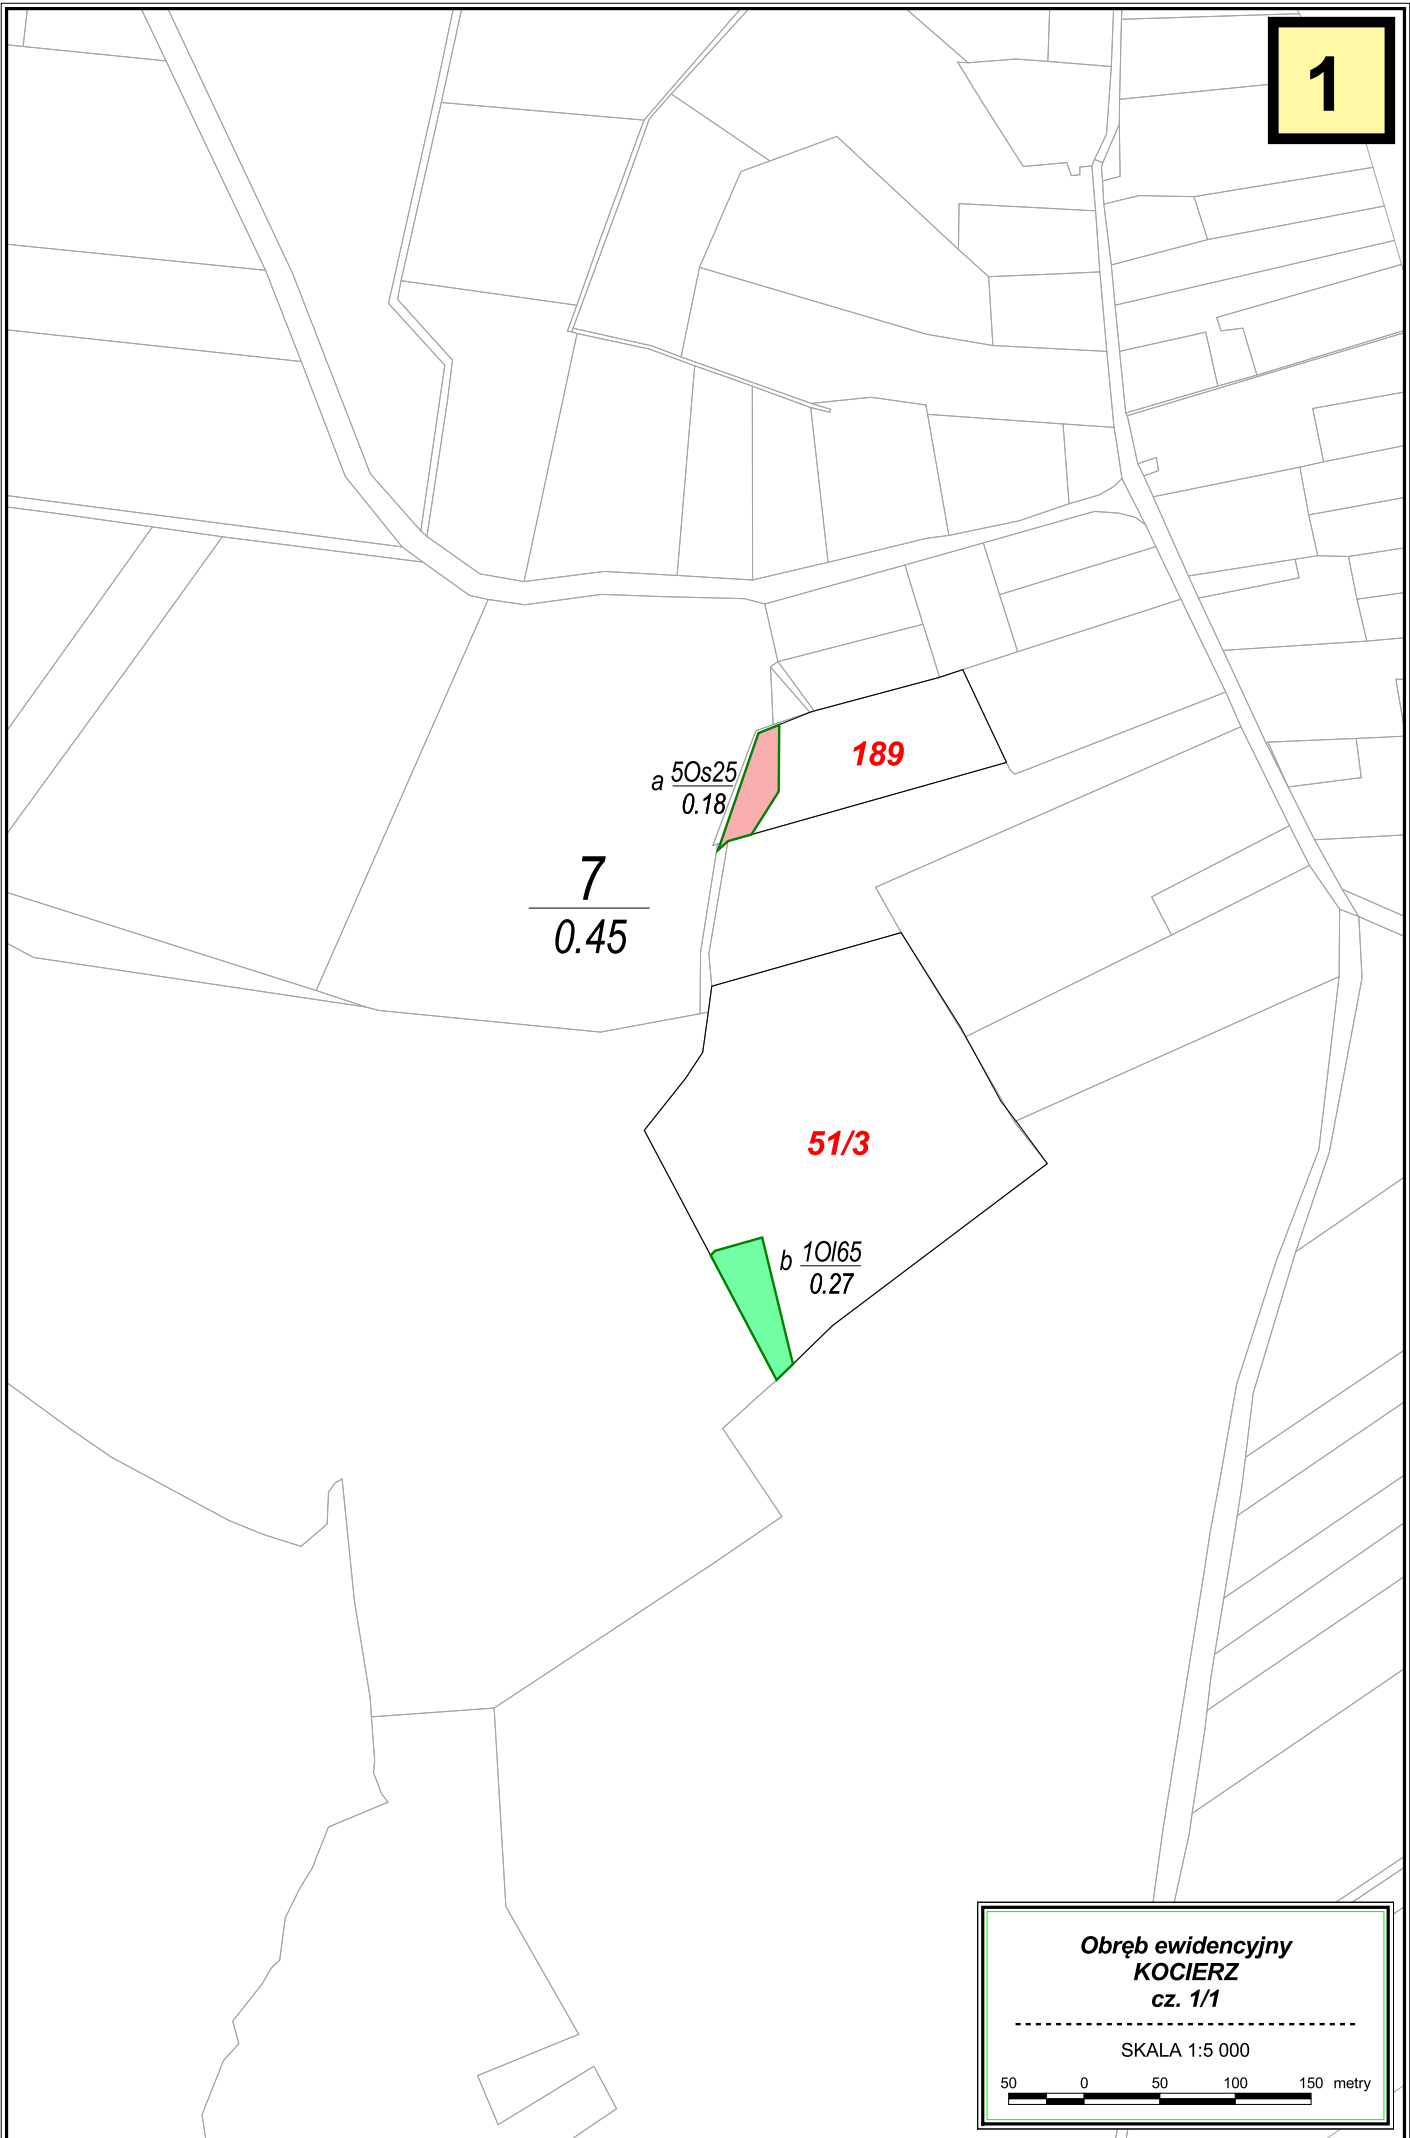 1
189
a 5Os25
0.18
7
0.45
51/3
b 1Ol65
0.27
Obręb ewidencyjny
KOCIERZ
cz. 1/1
SKALA 1:5 000
50 0 50 100 150 metry